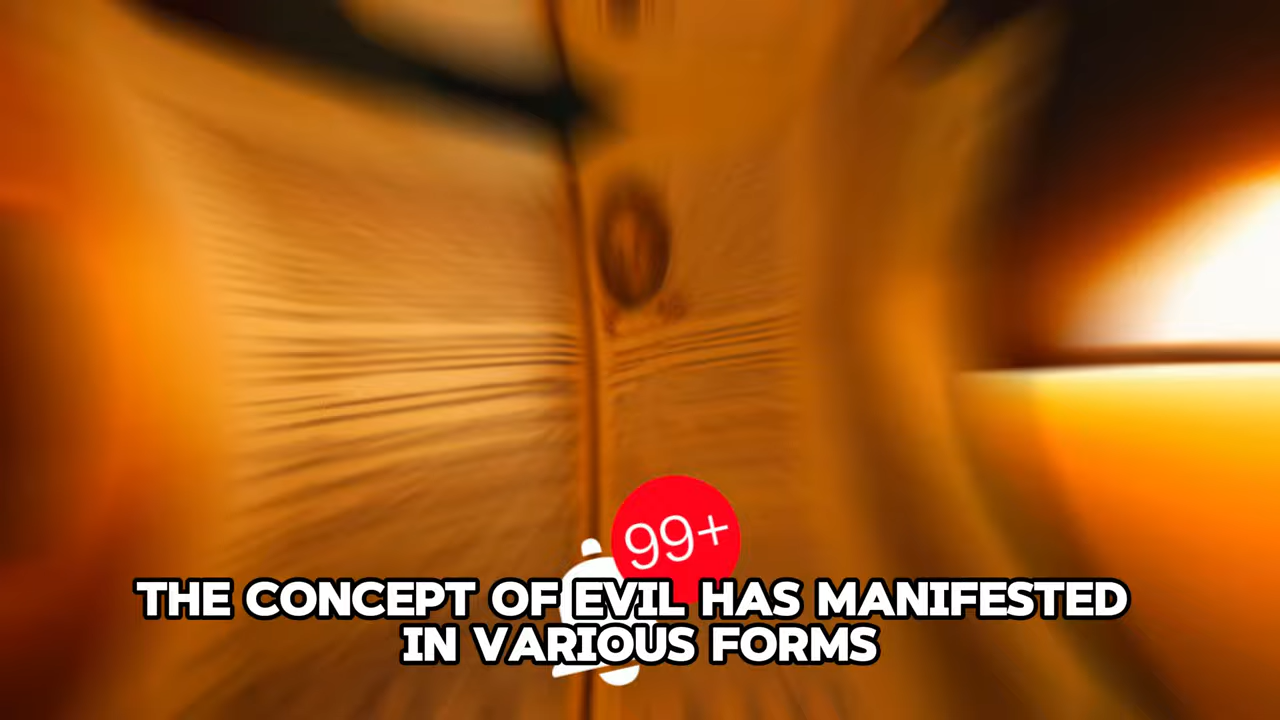 99+
THE CONCEPT OF EVIL HAS MANIFESTED
IN VARIOUS FORMS